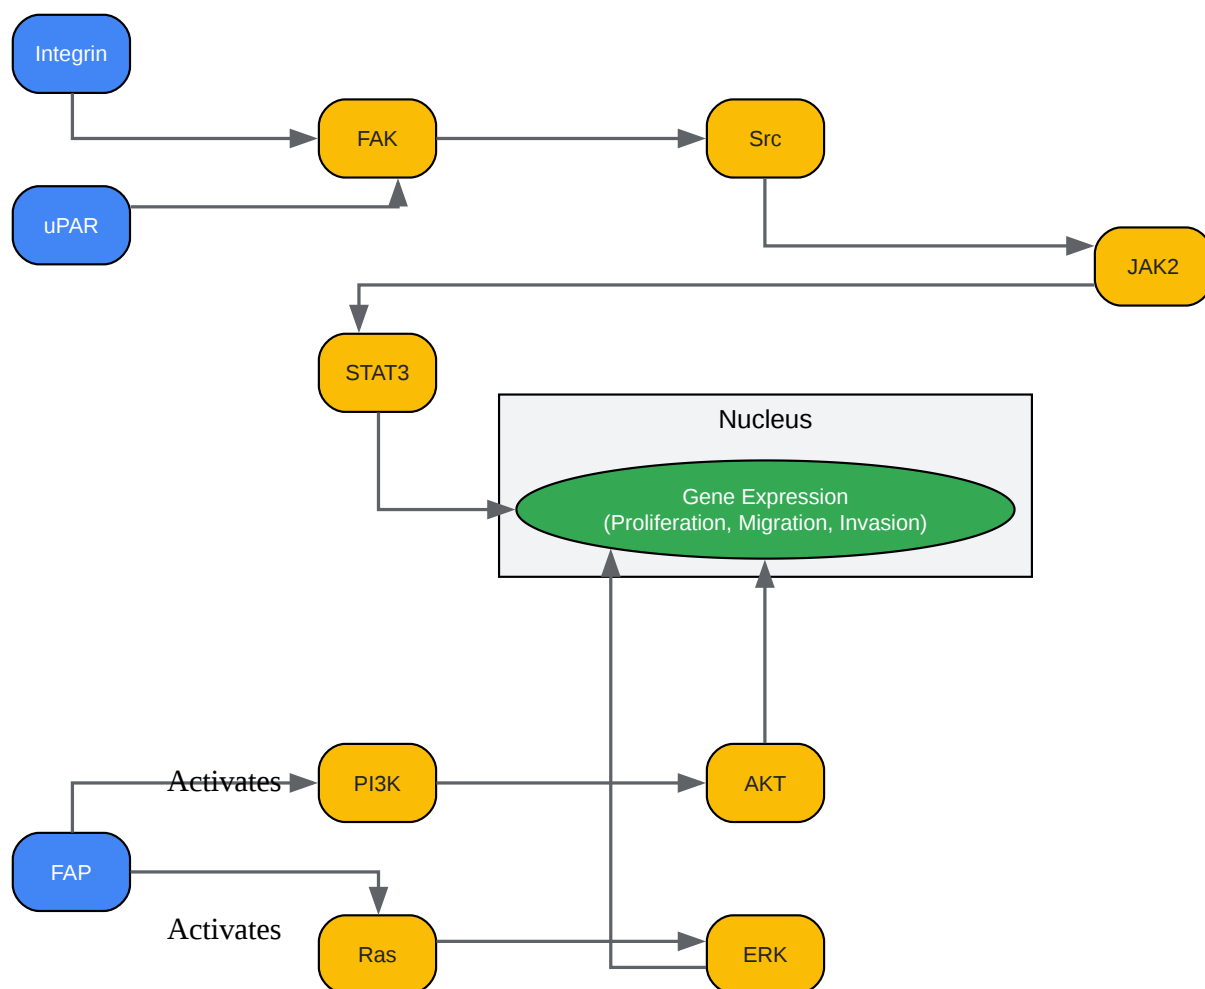 Integrin
FAK
Src
uPAR
JAK2
STAT3
Nucleus
Gene Expression
(Proliferation, Migration, Invasion)
Activates
PI3K
AKT
FAP
Activates
Ras
ERK